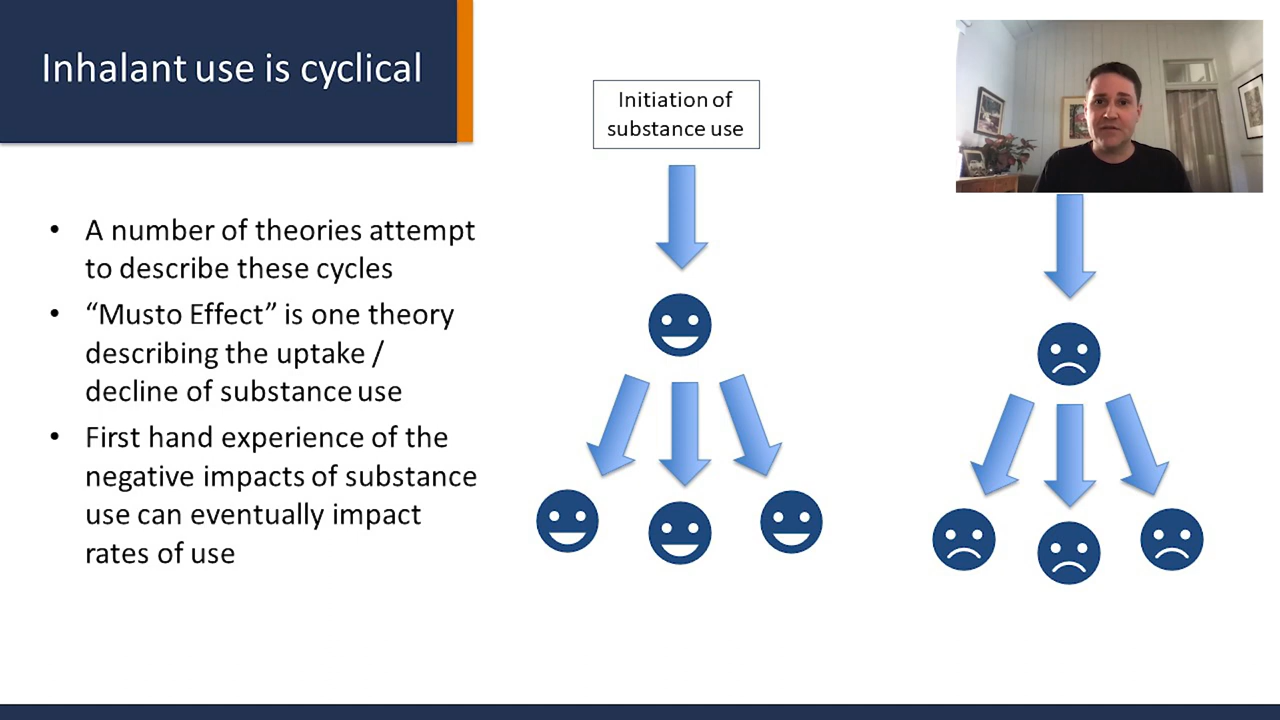 Inhalant use is cyclical
Initiation of
substance use
• A number of theories attempt
to describe these cycles
• “Musto Effect” is one theory
describing the uptake /
decline of substance use
• First hand experience of the
negative impacts of substance
use can eventually impact
rates of use